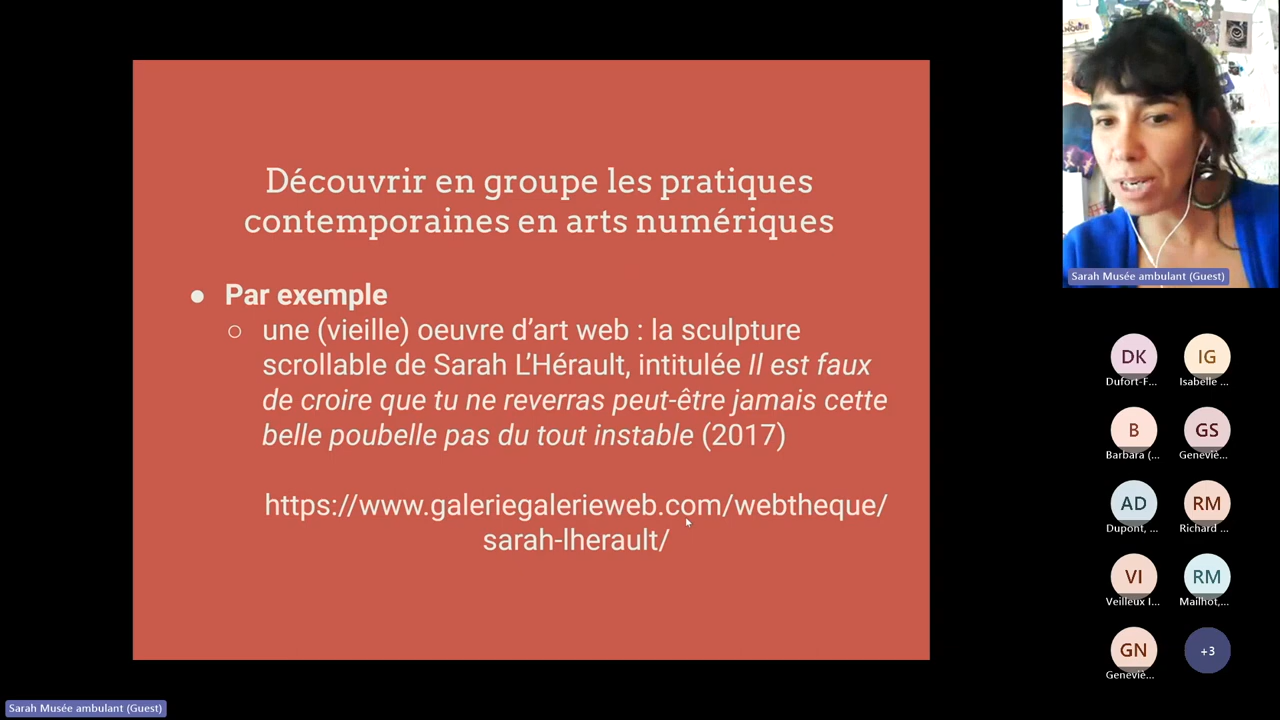 Découvrir en groupe les pratiques
contemporaines en arts numériques
● Par exemple
○ une (vieille) oeuvre d'art web : la sculpture
scrollable de Sarah L'Hérault, intitulée Il est faux
de croire que tu ne reverras peut-être jamais cette
belle poubelle pas du tout instable (2017)
https://www.galeriegalerieweb.com/webtheque/
sarah-lherault/
Sarah Musée ambulant (Guest)
DK IG
Dufort-F... Isabelle ...
B GS
Barbara (... Geneviè...
AD RM
Dupont, ... Richard ...
VI RM
Veilleux I... Mailhot,...
GN +3
Geneviè...
Sarah Musée ambulant (Guest)